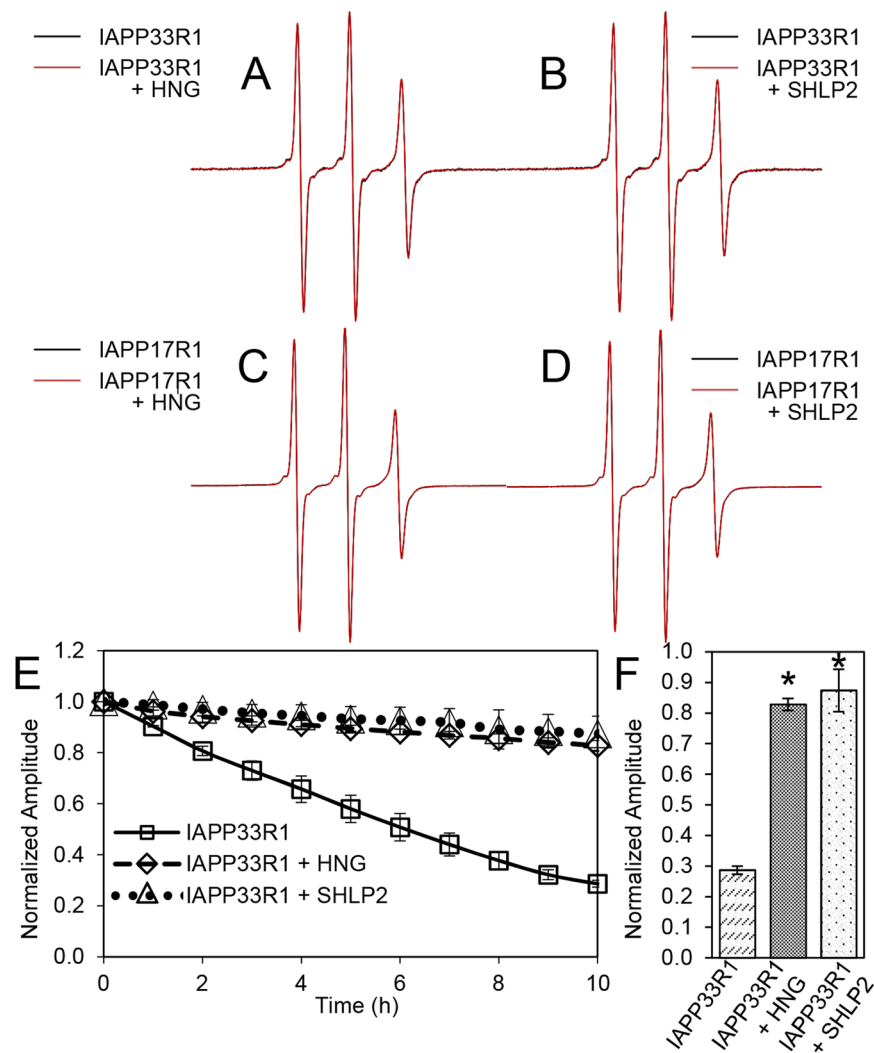 IAPP33R1
IAPP33R1
+ HNG
A
B
IAPP33R1
IAPP33R1
+ SHLP2
IAPP17R1
IAPP17R1
+ HNG
C
D
IAPP17R1
IAPP17R1
+ SHLP2
E
Normalized Amplitude
1.2
1.0
0.8
0.6
0.4
0.2
0.0
IAPP33R1
IAPP33R1 + HNG
IAPP33R1 + SHLP2
0 2 4 6 8 10
Time (h)
F
Normalized Amplitude
1.0
0.9
0.8
0.7
0.6
0.5
0.4
0.3
0.2
0.1
0.0
*
*
IAPP33R1
IAPP33R1
+ HNG
IAPP33R1
+ SHLP2